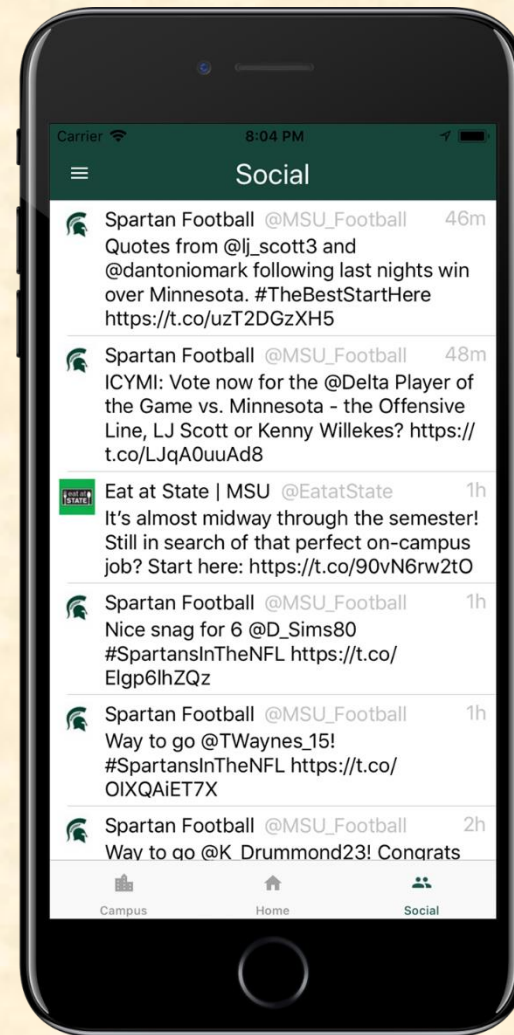 Carrier 8:04 PM
Social
Spartan Football @MSU_Football 46m
Quotes from @lj_scott3 and
@dantoniomark following last nights win
over Minnesota. #TheBestStartHere
https://t.co/uzT2DGzXH5
Spartan Football @MSU_Football 48m
ICYMI: Vote now for the @Delta Player of
the Game vs. Minnesota - the Offensive
Line, LJ Scott or Kenny Willekes? https://
t.co/LJqA0uuAd8
eat at
STATE
Eat at State | MSU @EatatState 1h
It's almost midway through the semester!
Still in search of that perfect on-campus
job? Start here: https://t.co/90vN6rw2tO
Spartan Football @MSU_Football 1h
Nice snag for 6 @D_Sims80
#SpartansInTheNFL https://t.co/
Elgp6lhZQz
Spartan Football @MSU_Football 1h
Way to go @TWaynes_15!
#SpartansInTheNFL https://t.co/
OIXQAiET7X
Spartan Football @MSU_Football 2h
Way to go @K_Drummond23! Congrats
Campus Home Social